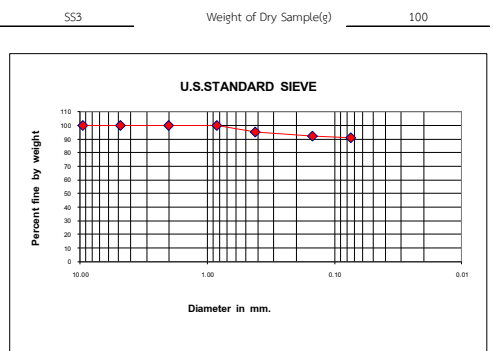 SS3 Weight of Dry Sample(g) 100
U.S.STANDARD SIEVE
Percent fine by weight
110
100
90
80
70
60
50
40
30
20
10
0
10.00 1.00 0.10 0.01
Diameter in mm.